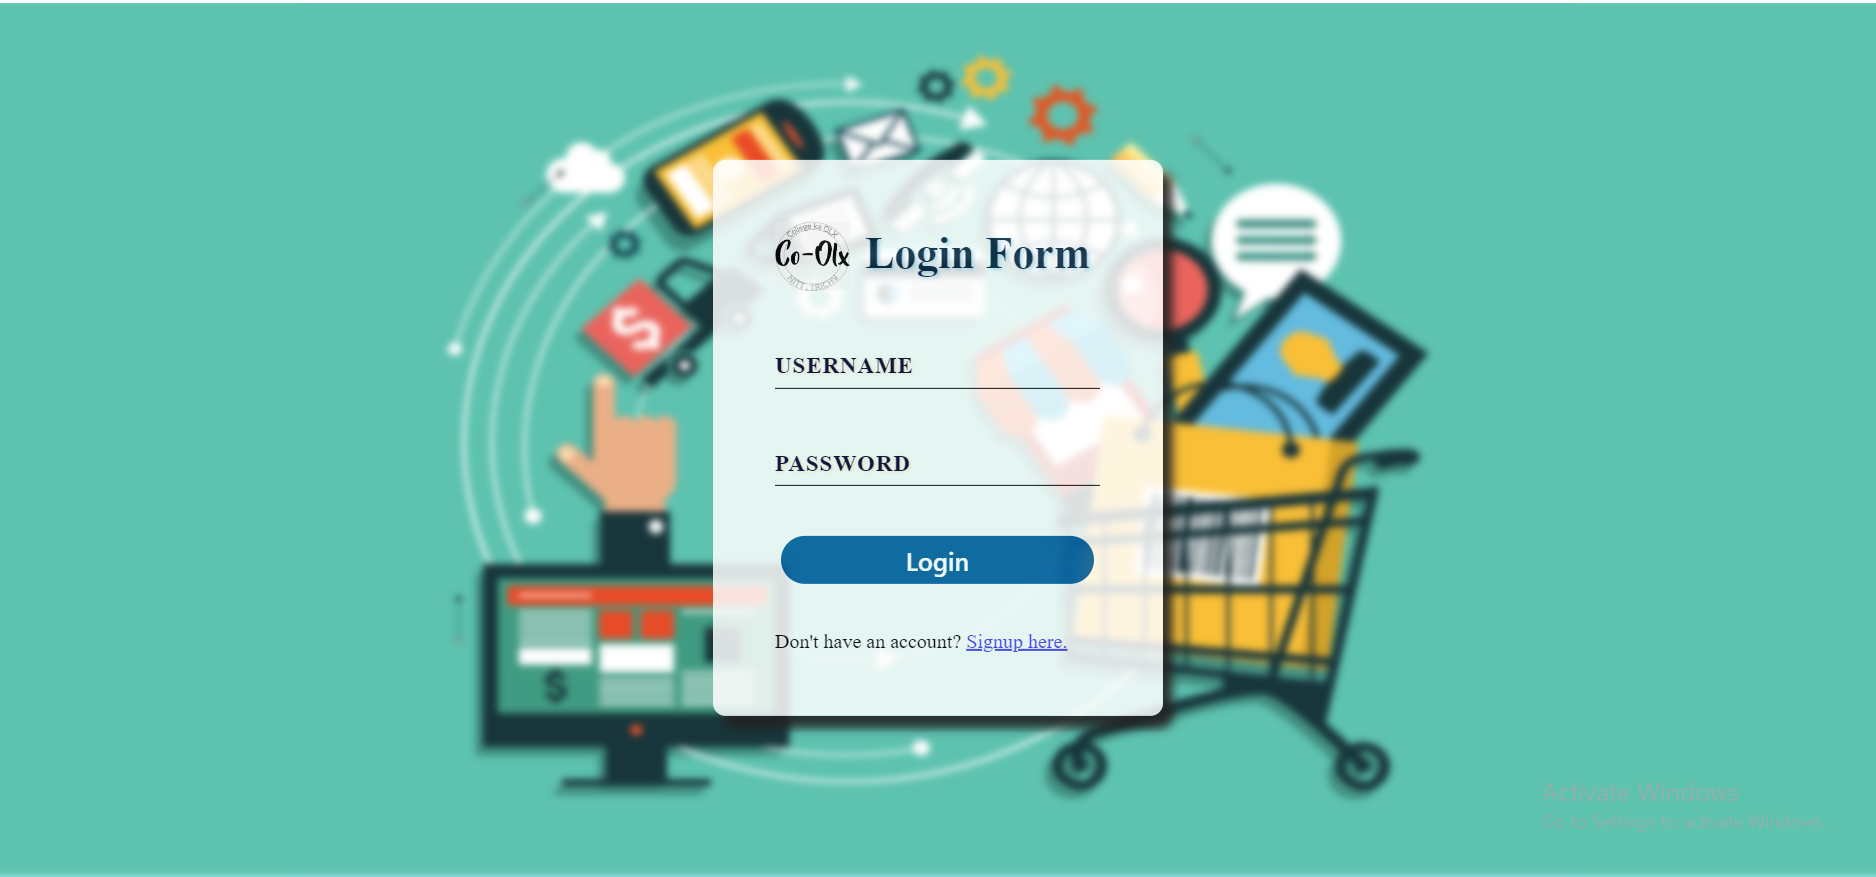 College ka OLX
Co-Olx
NITT, TRICHY
Login Form
USERNAME
PASSWORD
Login
Don't have an account? Signup here.
$
$
Activate Windows
Go to Settings to activate Windows.